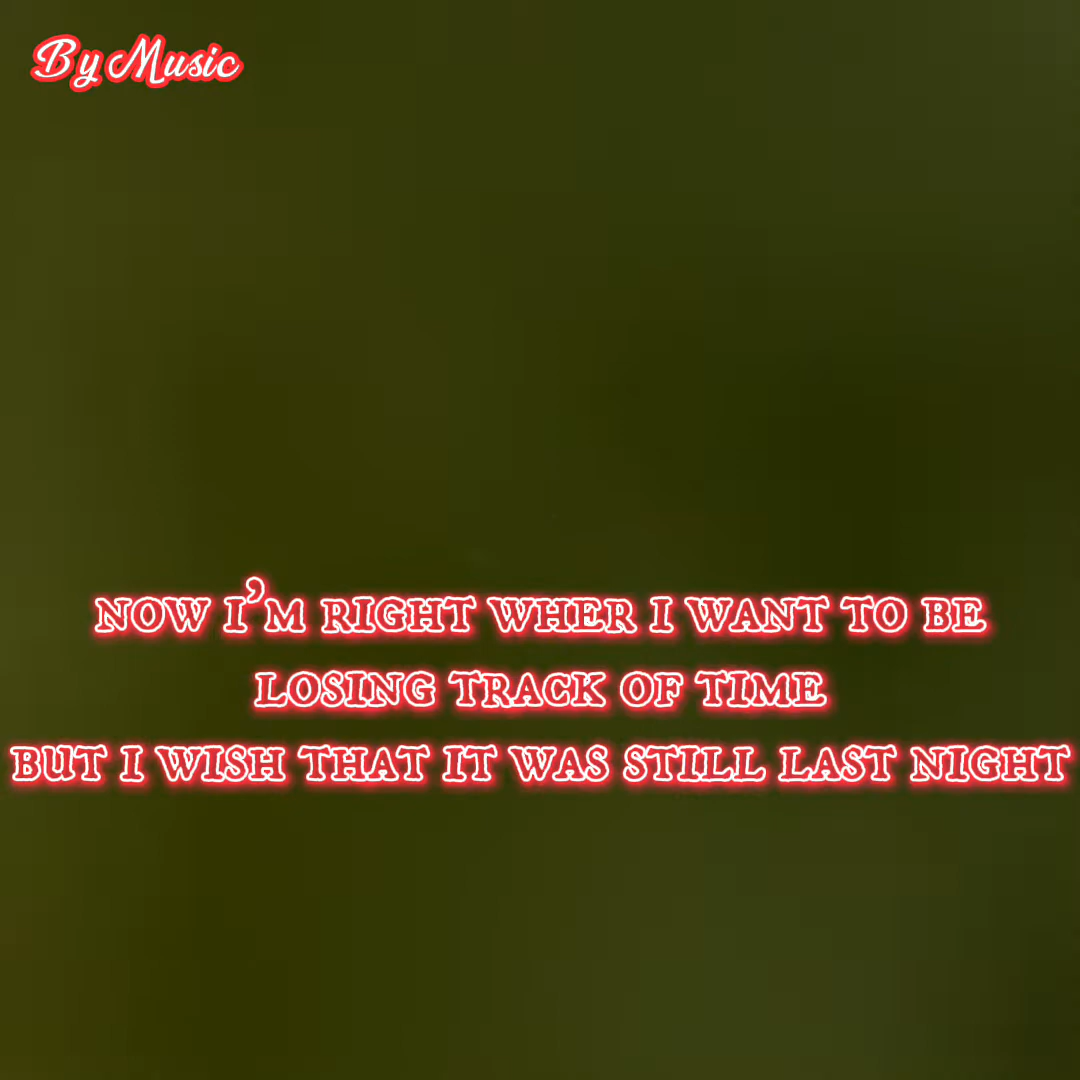 By Music
NOW I'M RIGHT WHER I WANT TO BE
LOSING TRACK OF TIME
BUT I WISH THAT IT WAS STILL LAST NIGHT